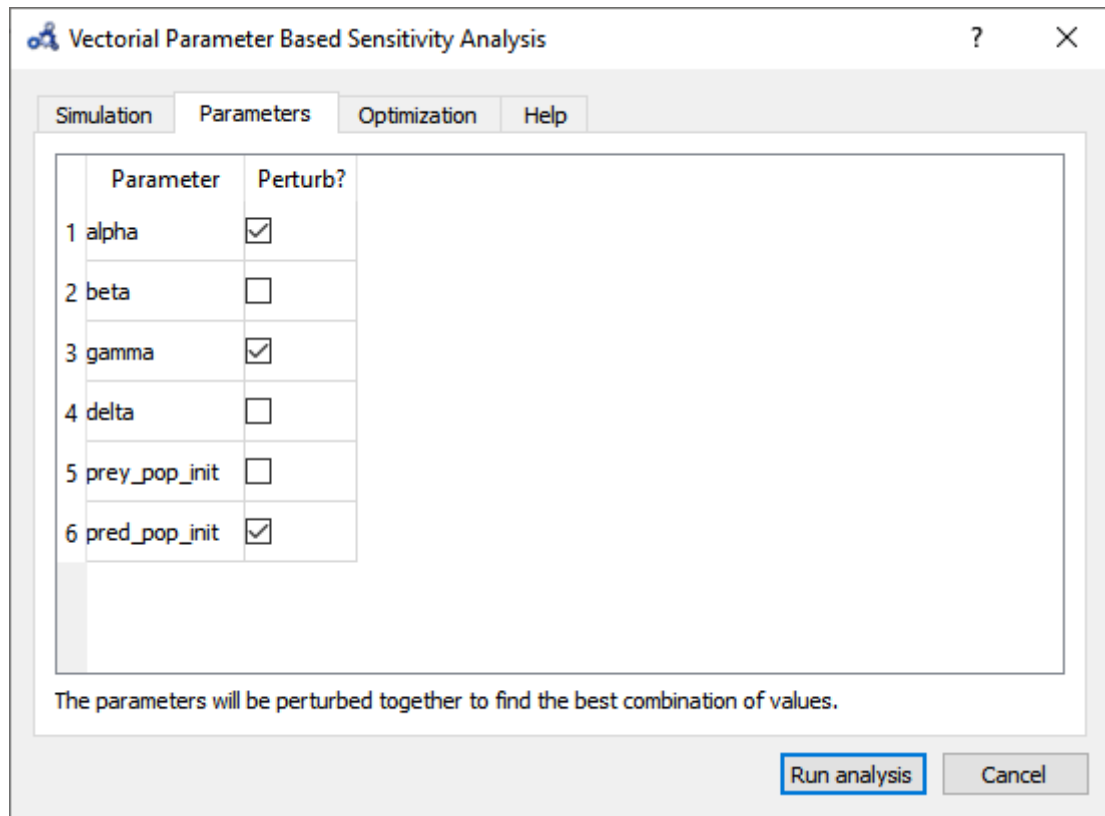 Vectorial Parameter Based Sensitivity Analysis ?
Simulation Parameters Optimization Help
Parameter Perturb?
1 alpha
2 beta
3 gamma
4 delta
5 prey_pop_init
6 pred_pop_init
The parameters will be perturbed together to find the best combination of values.
Run analysis Cancel